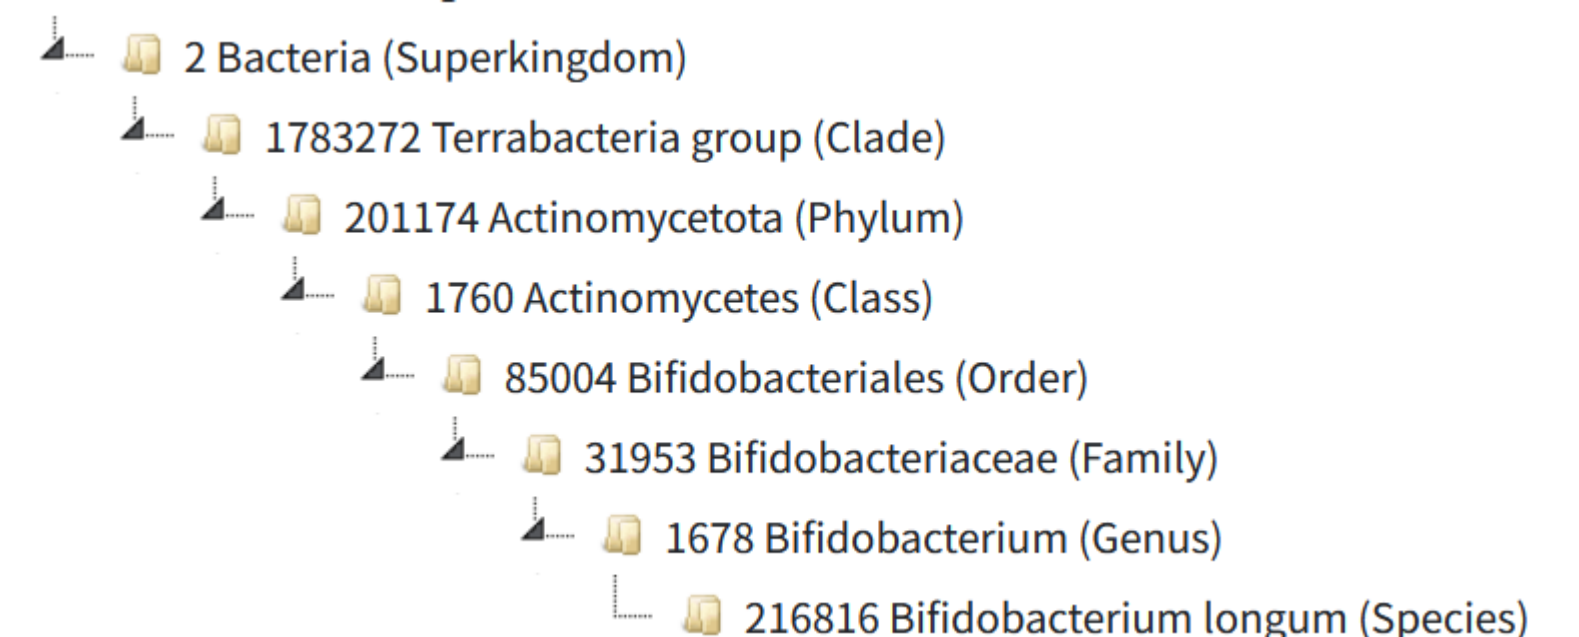 2 Bacteria (Superkingdom)
1783272 Terrabacteria group (Clade)
201174 Actinomycetota (Phylum)
1760 Actinomycetes (Class)
85004 Bifidobacteriales (Order)
31953 Bifidobacteriaceae (Family)
1678 Bifidobacterium (Genus)
216816 Bifidobacterium longum (Species)